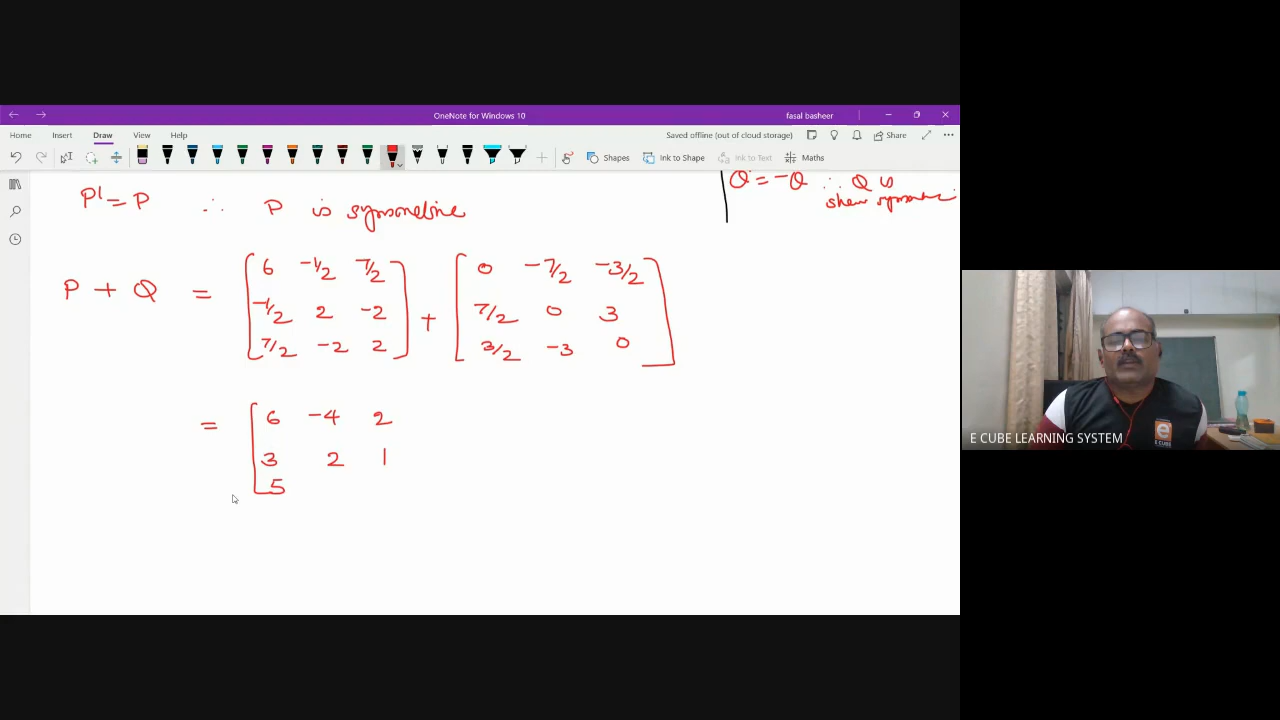 OneNote for Windows 10
fasal basheer
Home Insert Draw View Help
Saved offline (out of cloud storage)
Share
Shapes
Ink to Shape
Ink to Text
Maths
P' = P ∴ P is symmetric
Q' = -Q ∴ Q is
skew symmetric
P + Q = [6 -1/2 7/2
-1/2 2 -2
7/2 -2 2] + [0 -7/2 -3/2
7/2 0 3
3/2 -3 0]
= [6 -4 2
3 2 1
5
E CUBE
E CUBE LEARNING SYSTEM